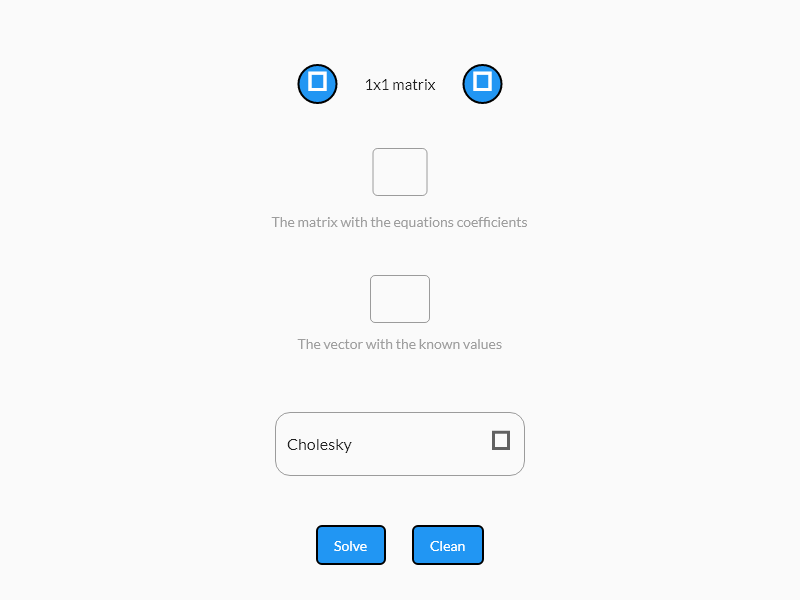 1x1 matrix
The matrix with the equations coefficients
The vector with the known values
Cholesky
Solve
Clean